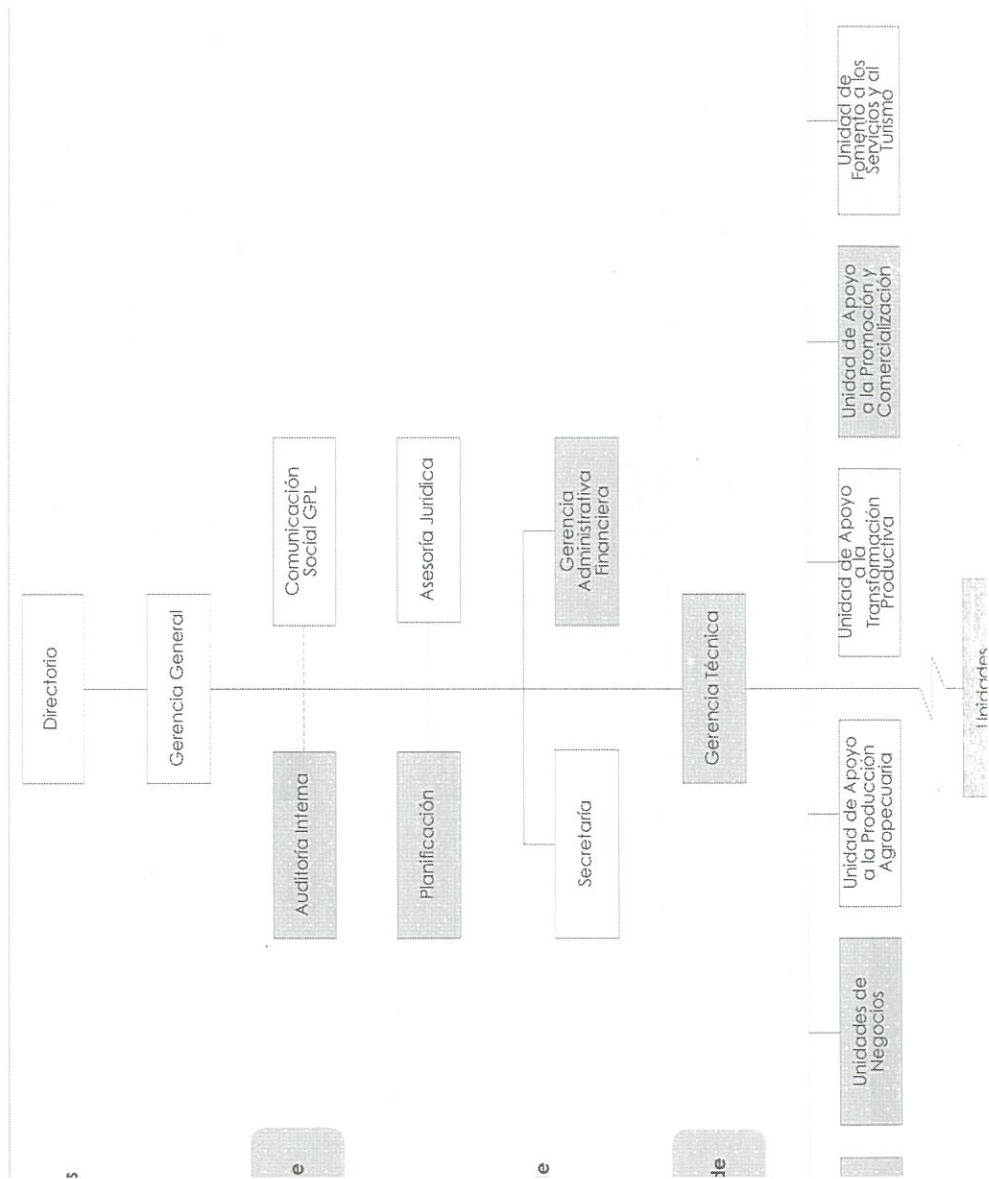 Directorio
Gerencia General
Auditoría Interna
Comunicación
Social GPL
Planificación
Asesoría Jurídica
Secretaría
Gerencia
Administrativa
Financiera
Gerencia Técnica
Unidades de
Negocios
Unidad de Apoyo
a la Producción
Agropecuaria
Unidad de Apoyo
a la
Transformación
Productiva
Unidad de Apoyo
a la Promoción y
Comercialización
Unidad de
Fomento a los
Servicios y al
Turismo
Unidades
s
e
e
de